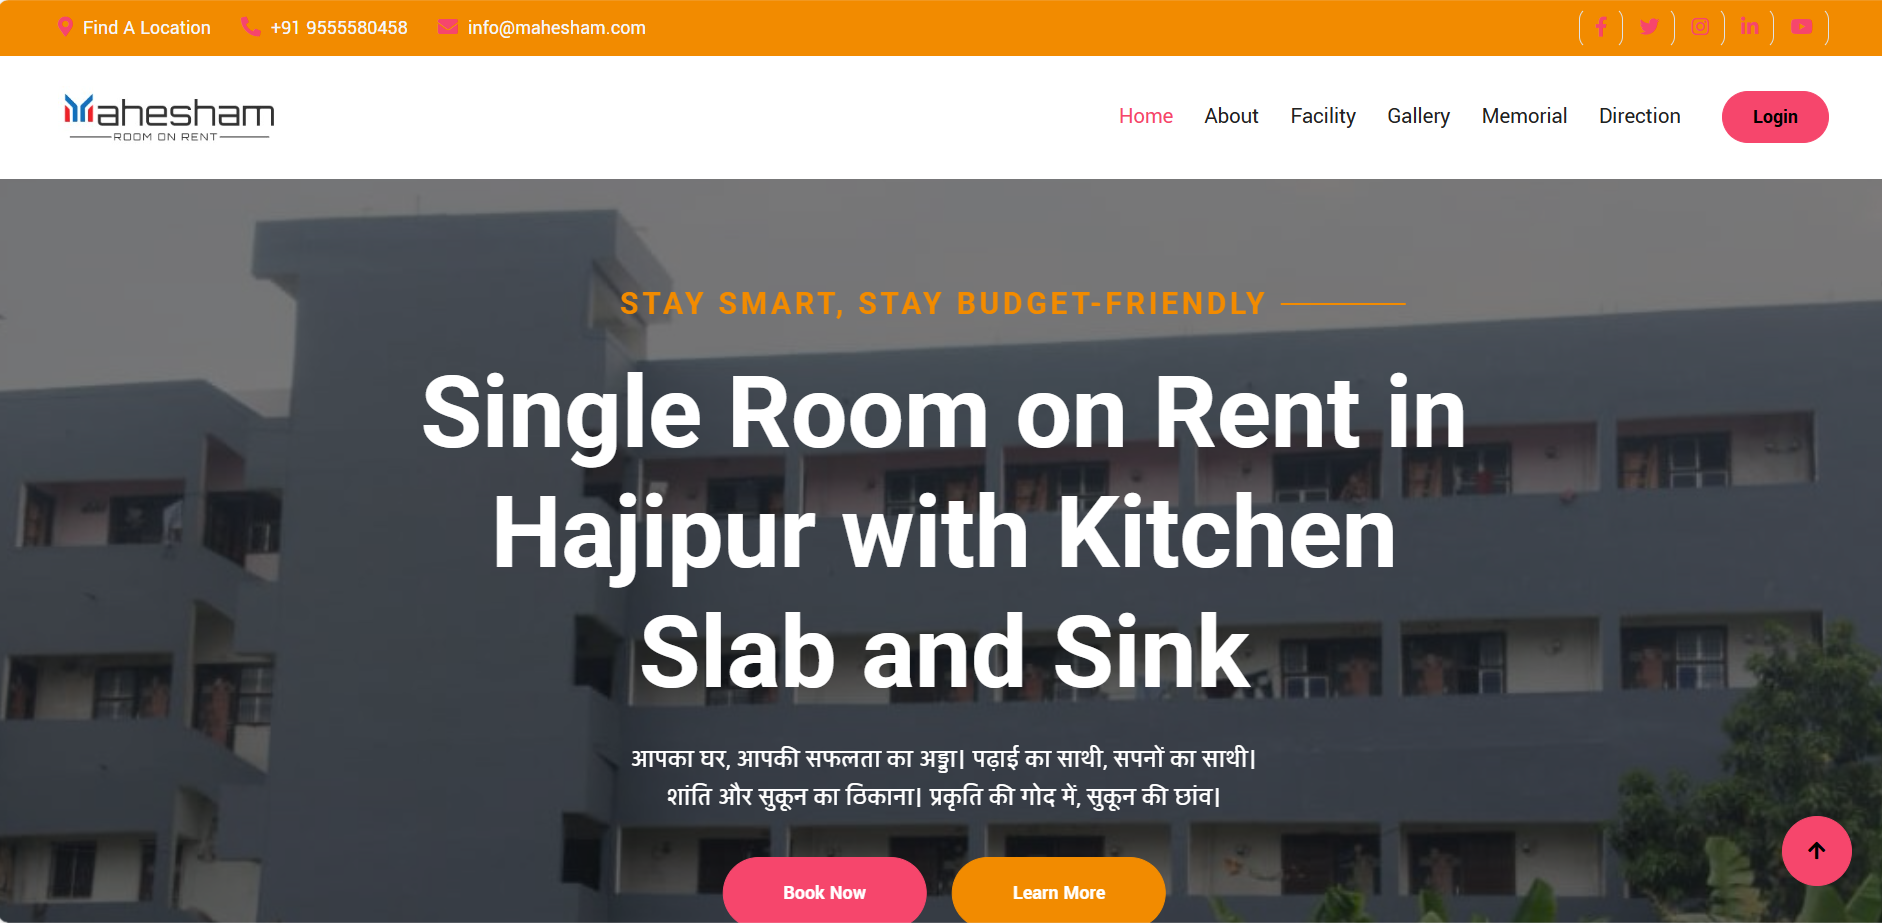 Find A Location +91 9555580458 info@mahesham.com
Mahesham
ROOM ON RENT
Home About Facility Gallery Memorial Direction Login
STAY SMART, STAY BUDGET-FRIENDLY
Single Room on Rent in
Hajipur with Kitchen
Slab and Sink
आपका घर, आपकी सफलता का अड्डा| पढ़ाई का साथी, सपनों का साथी|
शांति और सुकून का ठिकाना| प्रकृति की गोद में, सुकून की छांव|
Book Now Learn More